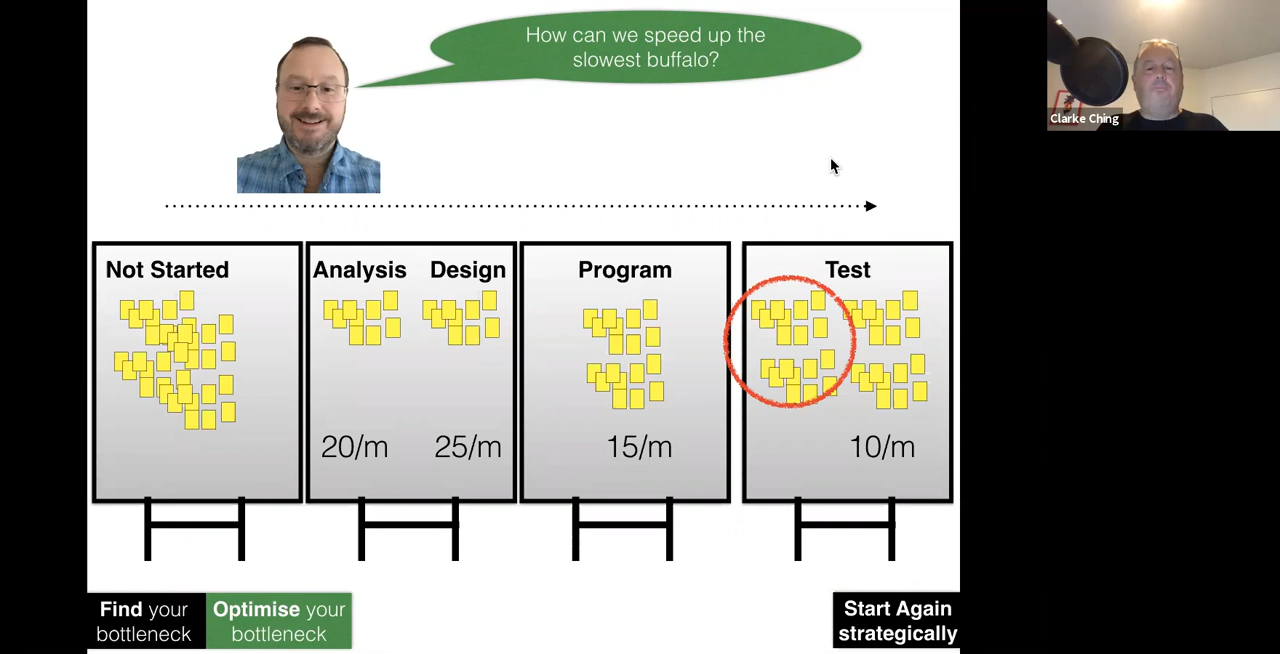 How can we speed up the
slowest buffalo?
Clarke Ching
Not Started
Analysis
Design
Program
Test
20/m
25/m
15/m
10/m
Find your
bottleneck
Optimise your
bottleneck
Start Again
strategically